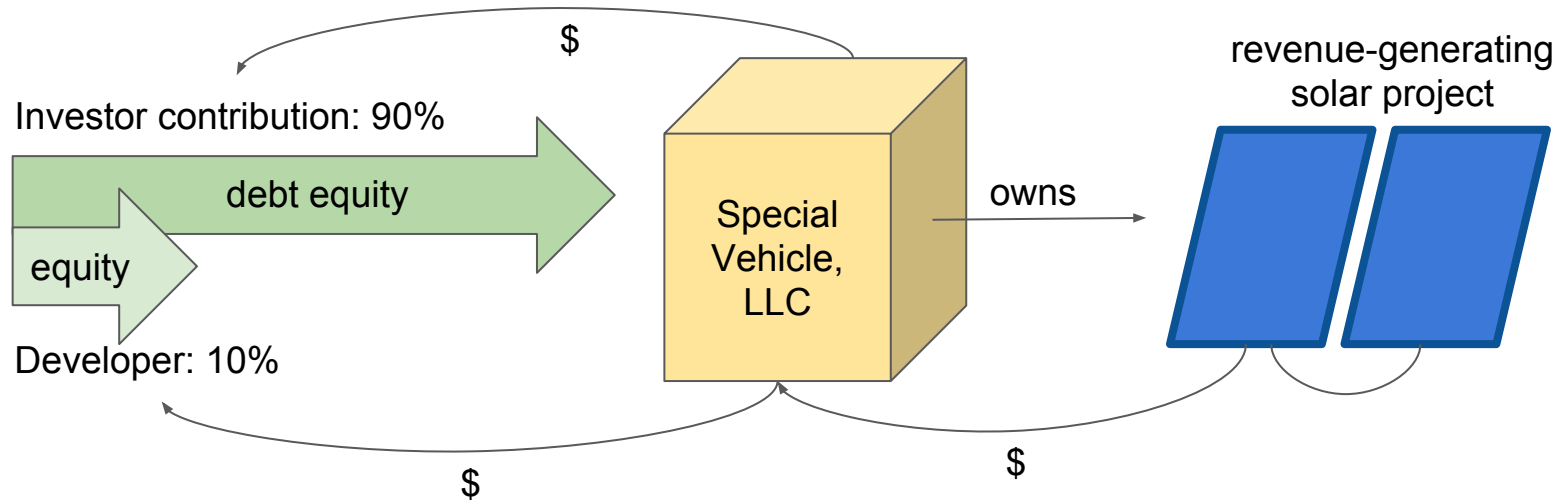 $
revenue-generating
solar project
Investor contribution: 90%
debt equity
owns
Special
Vehicle,
LLC
equity
Developer: 10%
$
$